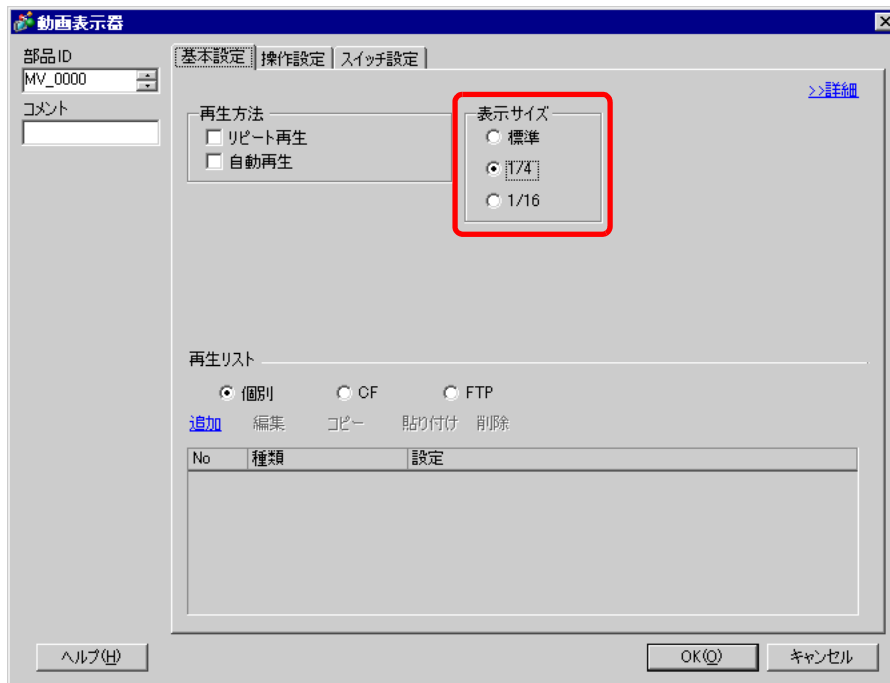 動画表示器
部品ID
MV_0000
コメント
基本設定 操作設定 スイッチ設定
>>詳細
再生方法
リピート再生
自動再生
表示サイズ
標準
1/4
1/16
再生リスト
個別 CF FTP
追加 編集 コピー 貼り付け 削除
No 種類 設定
ヘルプ(H) OK(O) キャンセル